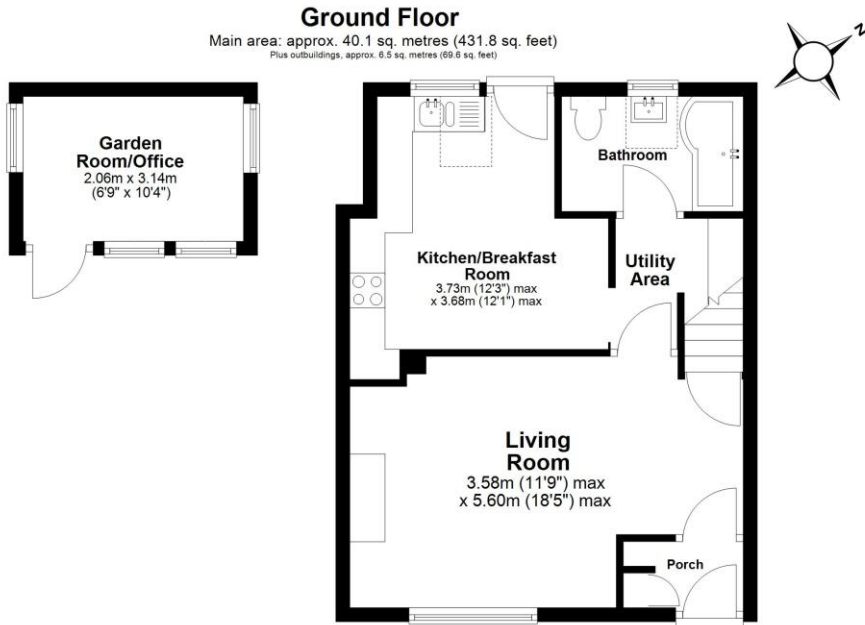 Ground Floor
Main area: approx. 40.1 sq. metres (431.8 sq. feet)
Plus outbuildings, approx. 6.5 sq. metres (69.6 sq. feet)
N
Garden
Room/Office
2.06m x 3.14m
(6'9" x 10'4")
Bathroom
Kitchen/Breakfast
Room
3.73m (12'3") max
x 3.68m (12'1") max
Utility
Area
Living
Room
3.58m (11'9") max
x 5.60m (18'5") max
Porch